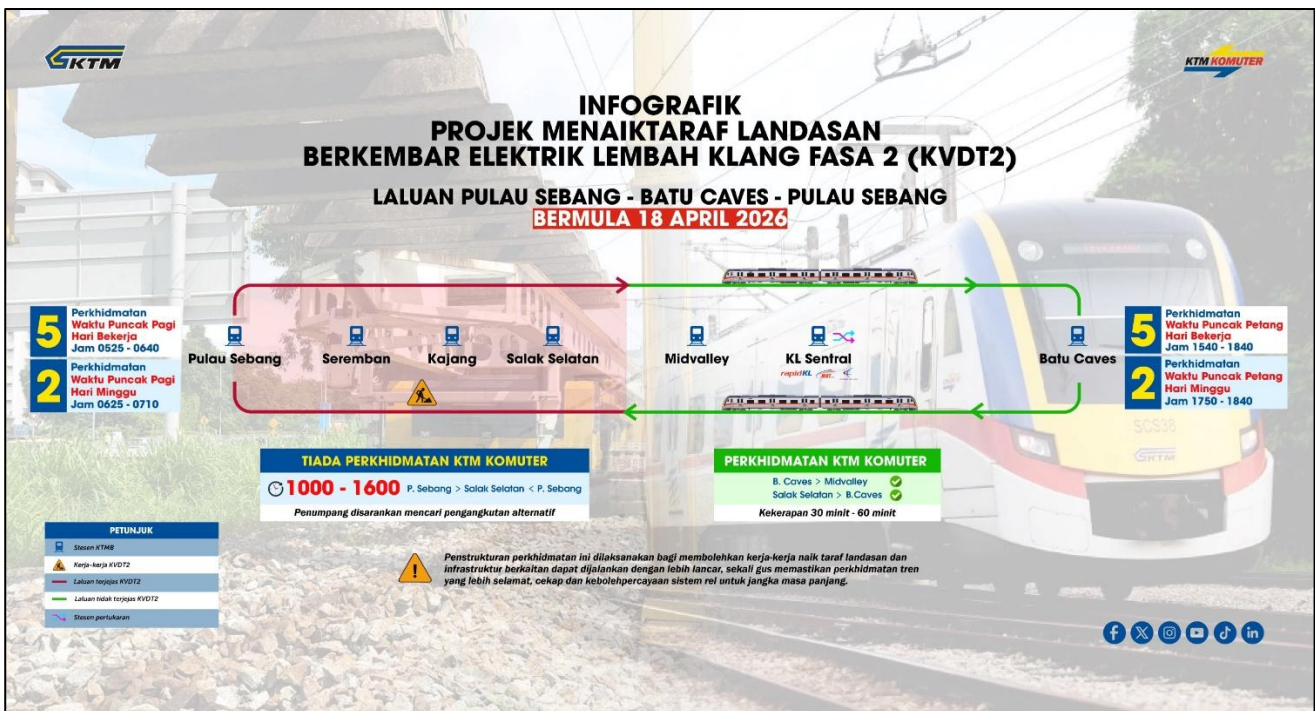 KTM
KTM KOMUTER
INFOGRAFIK
PROJEK MENAIKTARAF LANDASAN
BERKEMBAR ELEKTRIK LEMBAH KLANG FASA 2 (KVDT2)
LALUAN PULAU SEBANG - BATU CAVES - PULAU SEBANG
BERMULA 18 APRIL 2026
5
Perkhidmatan
Waktu Puncak Pagi
Hari Bekerja
Jam 0525 - 0640
2
Perkhidmatan
Waktu Puncak Pagi
Hari Minggu
Jam 0625 - 0710
Pulau Sebang
Seremban
Kajang
Salak Selatan
Midvalley
KL Sentral
rapidKL
Batu Caves
5
Perkhidmatan
Waktu Puncak Petang
Hari Bekerja
Jam 1540 - 1840
2
Perkhidmatan
Waktu Puncak Petang
Hari Minggu
Jam 1750 - 1840
SCS38
KTM
TIADA PERKHIDMATAN KTM KOMUTER
1000 - 1600 P. Sebang > Salak Selatan < P. Sebang
Penumpang disarankan mencari pengangkutan alternatif
PERKHIDMATAN KTM KOMUTER
B. Caves > Midvalley
Salak Selatan > B.Caves
Kekerapan 30 minit - 60 minit
PETUNJUK
Stesen KTMB
Kerja-kerja KVDT2
Laluan terjejas KVDT2
Laluan tidak terjejas KVDT2
Stesen pertukaran
Penstrukturan perkhidmatan ini dilaksanakan bagi membolehkan kerja-kerja naik taraf landasan dan
infrastruktur berkaitan dapat dijalankan dengan lebih lancar, sekali gus memastikan perkhidmatan tren
yang lebih selamat, cekap dan kebolehpercayaan sistem rel untuk jangka masa panjang.